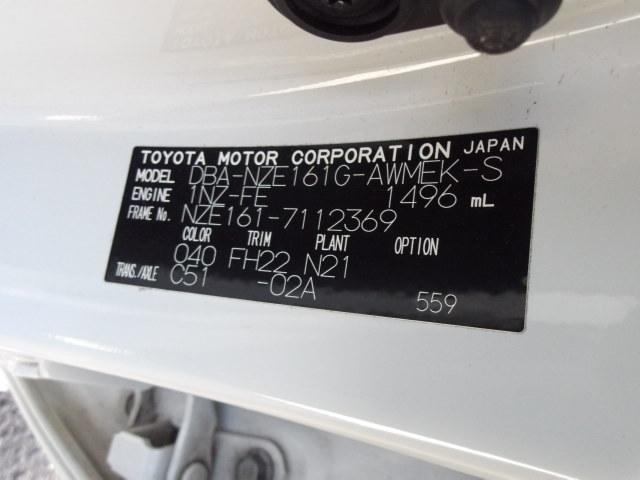 TOYOTA MOTOR CORPORATION JAPAN
MODEL DBA-NZE161G-AWMEK-S
ENGINE 1NZ-FE 1496 mL
FRAME No. NZE161-7112369
COLOR TRIM PLANT OPTION
040 FH22 N21
TRANS./AXLE C51 -02A
559